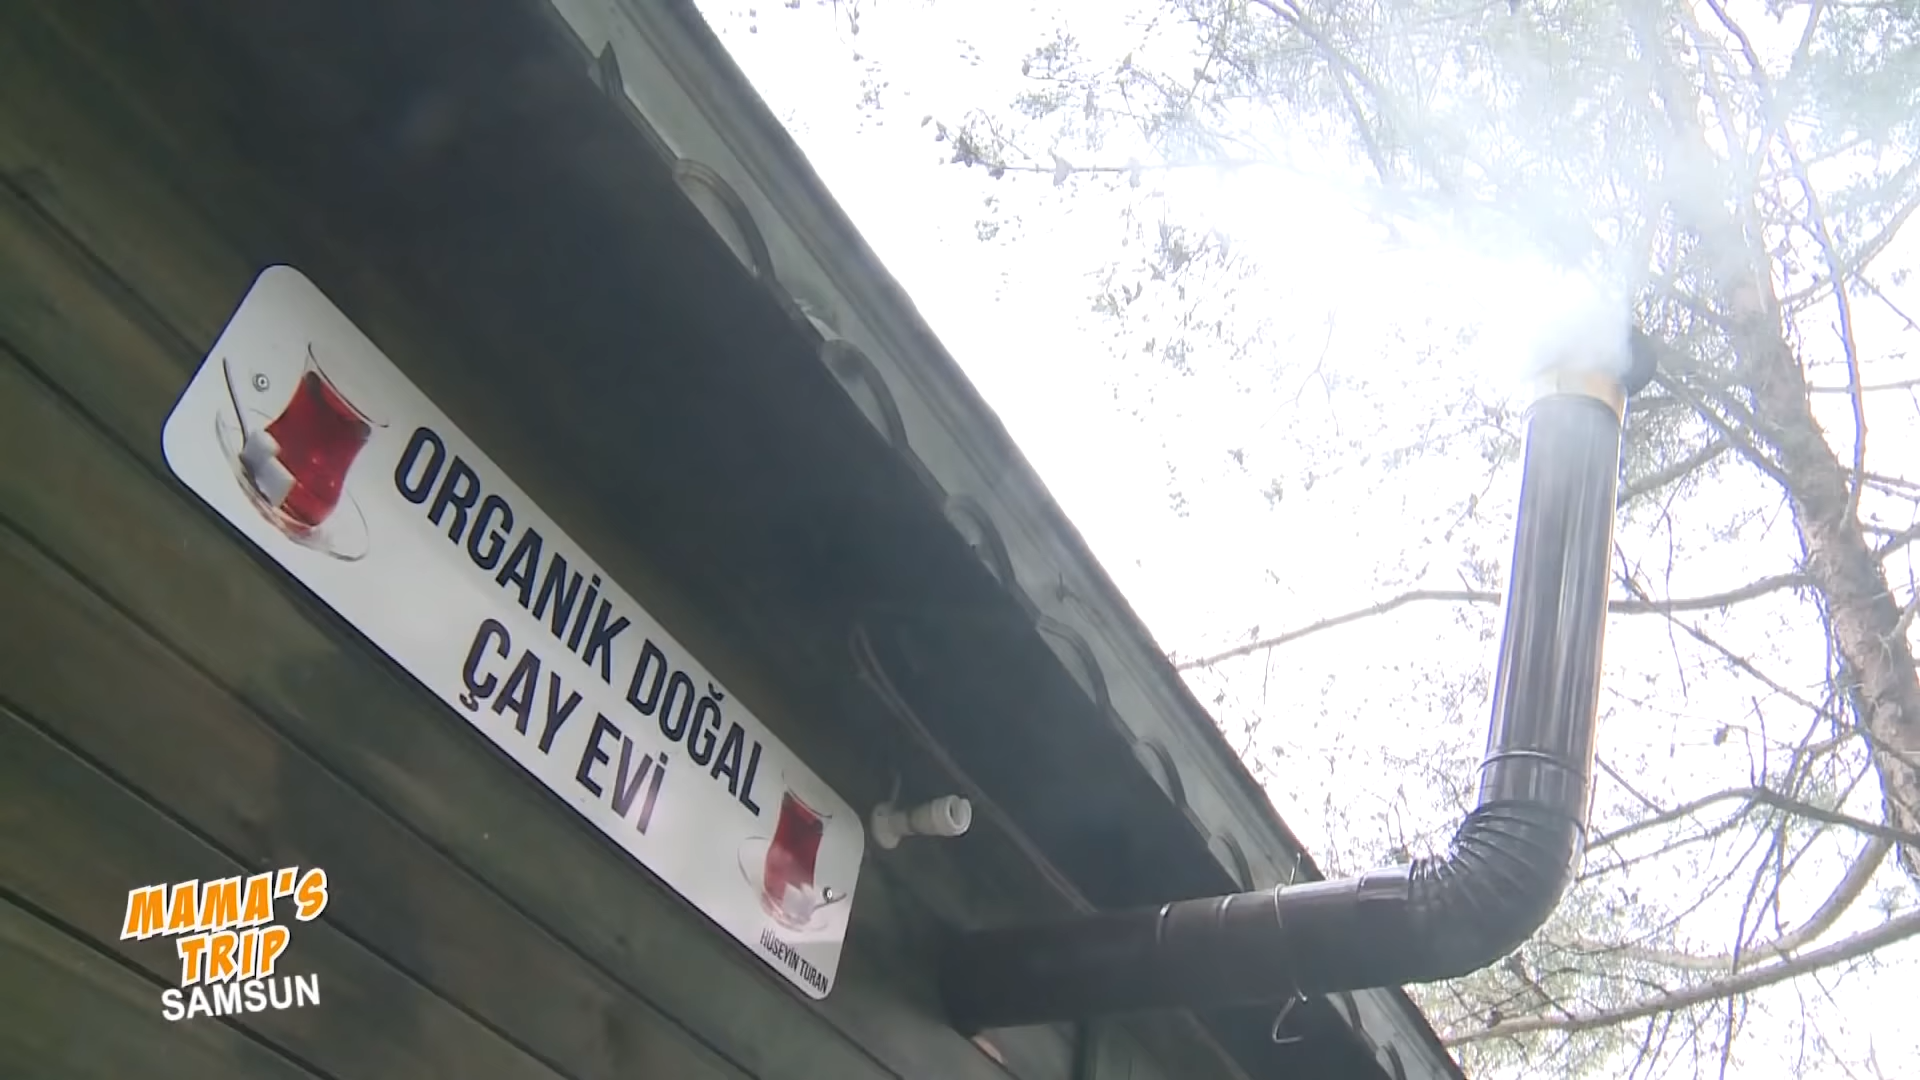 ORGANİK DOĞAL
ÇAY EVİ
HÜSEYİN TURAN
MAMA'S
TRIP
SAMSUN